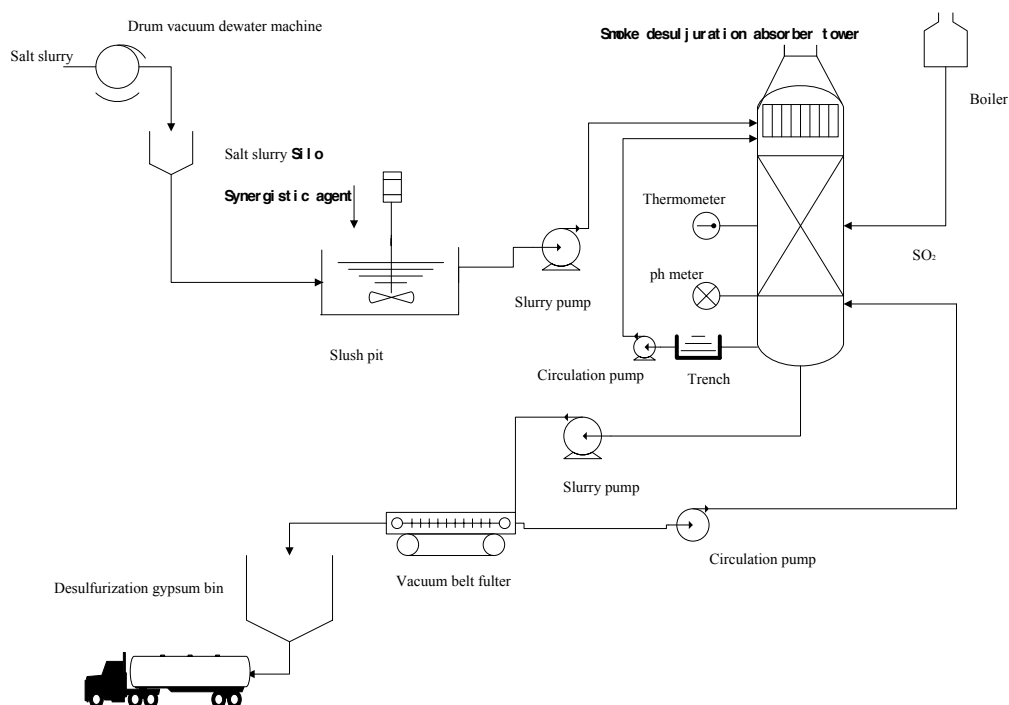 Drum vacuum dewater machine
Smoke desuljuration absorber tower
Salt slurry
Boiler
Salt slurry Silo
Synergistic agent
Thermometer
SO₂
ph meter
Slurry pump
Slush pit
Circulation pump
Trench
Slurry pump
Circulation pump
Vacuum belt fulter
Desulfurization gypsum bin